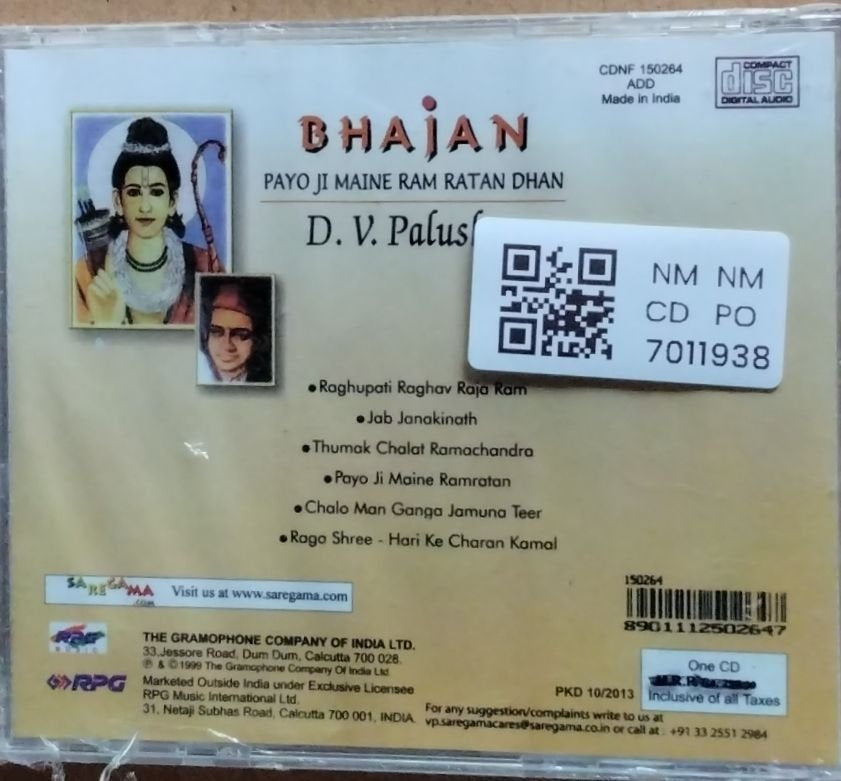 CDNF 150264
ADD
Made in India
COMPACT
disc
DIGITAL AUDIO
BHAJAN
PAYO JI MAINE RAM RATAN DHAN
D. V.
NM NM
CD PO
7011938
•Raghupati Raghav Raja Ram
•Jab Janakinath
•Thumak Chalat Ramachandra
•Payo Ji Maine Ramratan
•Chalo Man Ganga Jamuna Teer
•Raga Shree - Hari Ke Charan Kamal
SAREGAMA
.com
Visit us at www.saregama.com
150264
8901112502647
RPG
MUSIC
THE GRAMOPHONE COMPANY OF INDIA LTD.
33,Jessore Road, Dum Dum, Calcutta 700 028.
℗ & © 1999 The Gramophone Company Of India Ltd
RPG
Marketed Outside India under Exclusive Licensee
RPG Music International Ltd.
31, Netaji Subhas Road, Calcutta 700 001, INDIA.
PKD 10/2013
One CD
Inclusive of all Taxes
For any suggestion/complaints write to us at
vp.saregamacares@saregama.co.in or call at : +91 33 2551 2984